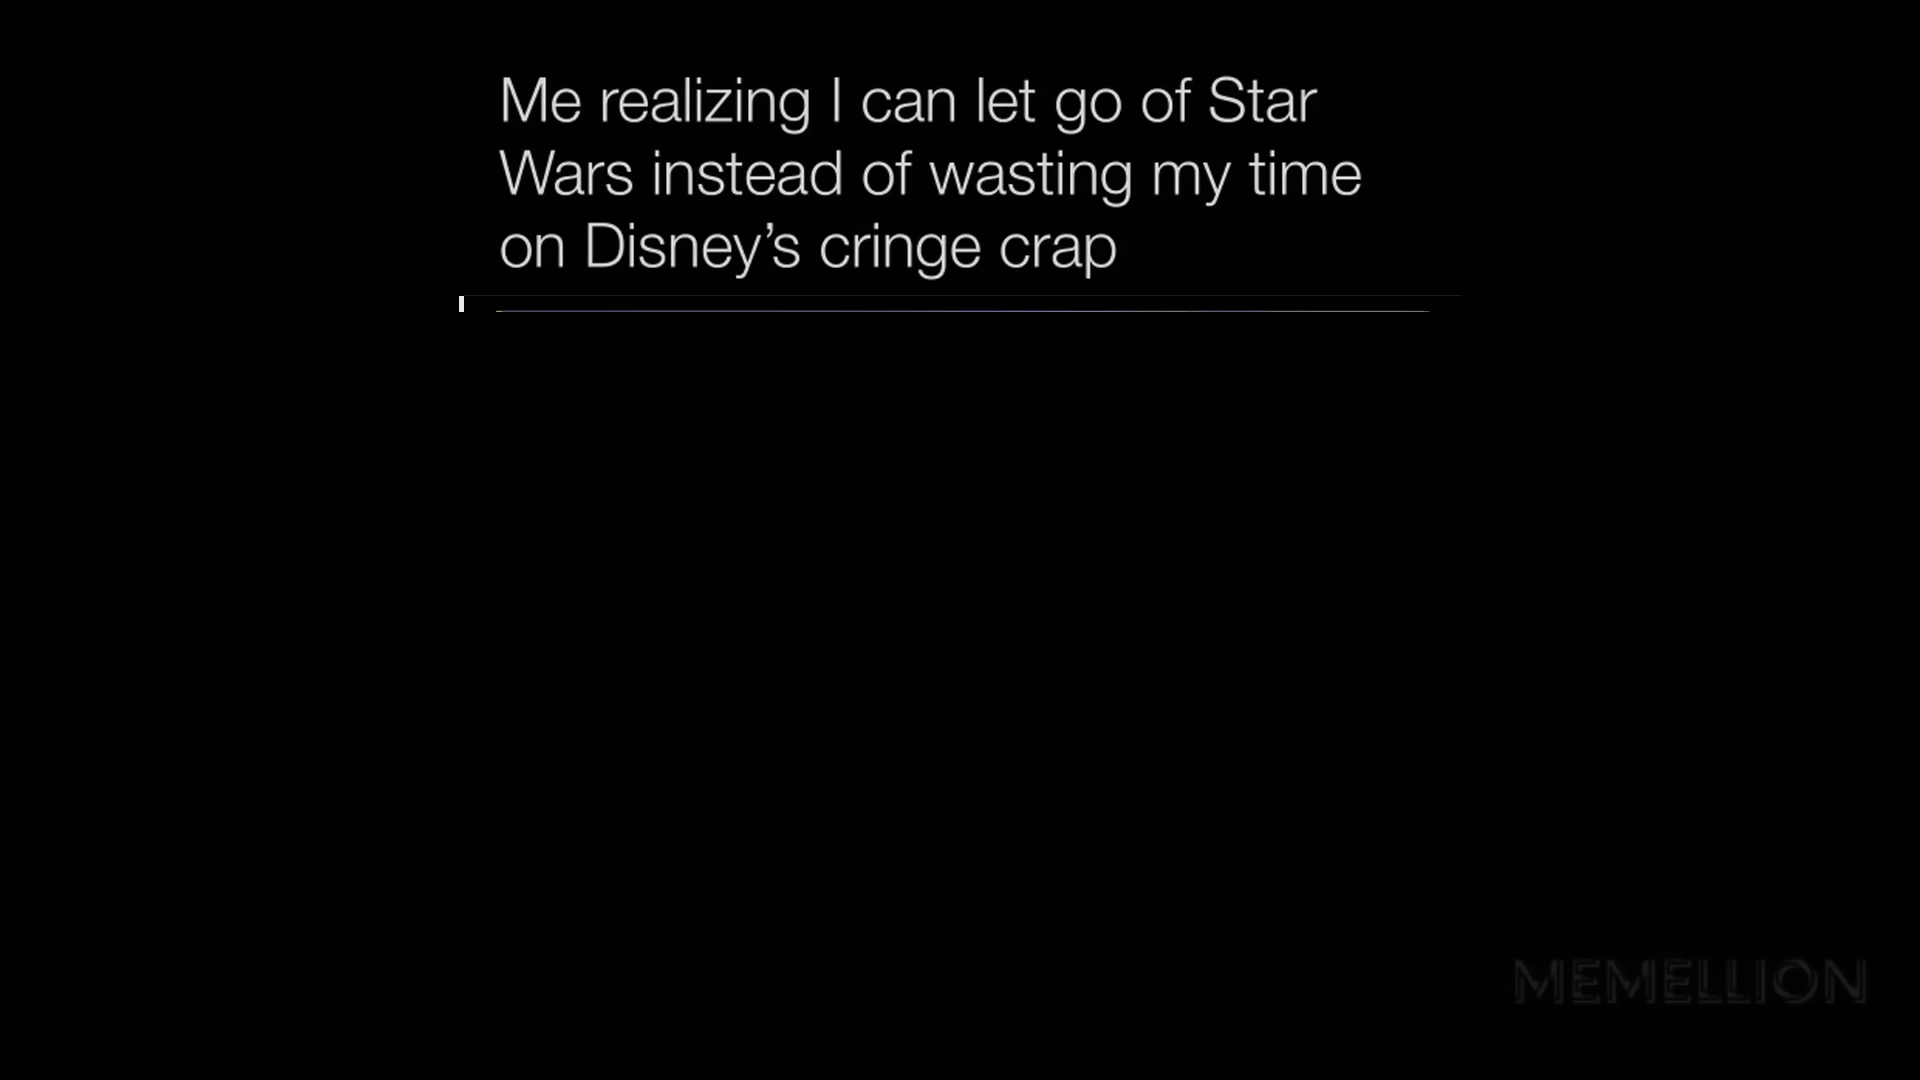 Me realizing I can let go of Star
Wars instead of wasting my time
on Disney’s cringe crap
MEMELLION